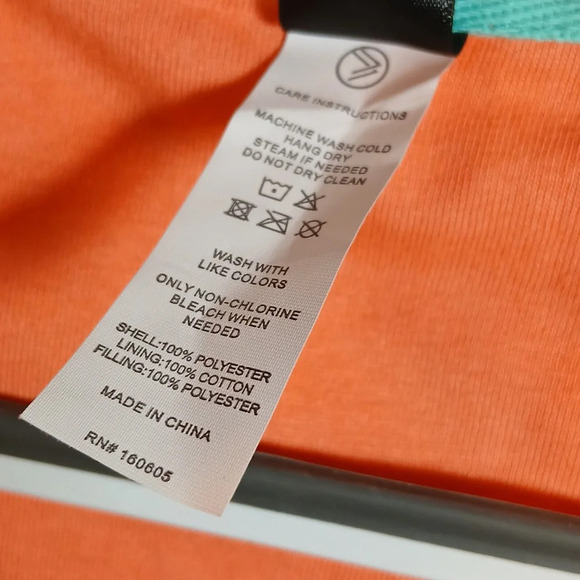 CARE INSTRUCTIONS
MACHINE WASH COLD
HANG DRY
STEAM IF NEEDED
DO NOT DRY CLEAN
WASH WITH
LIKE COLORS
ONLY NON-CHLORINE
BLEACH WHEN
NEEDED
SHELL:100% POLYESTER
LINING:100% COTTON
FILLING:100% POLYESTER
MADE IN CHINA
RN# 160605